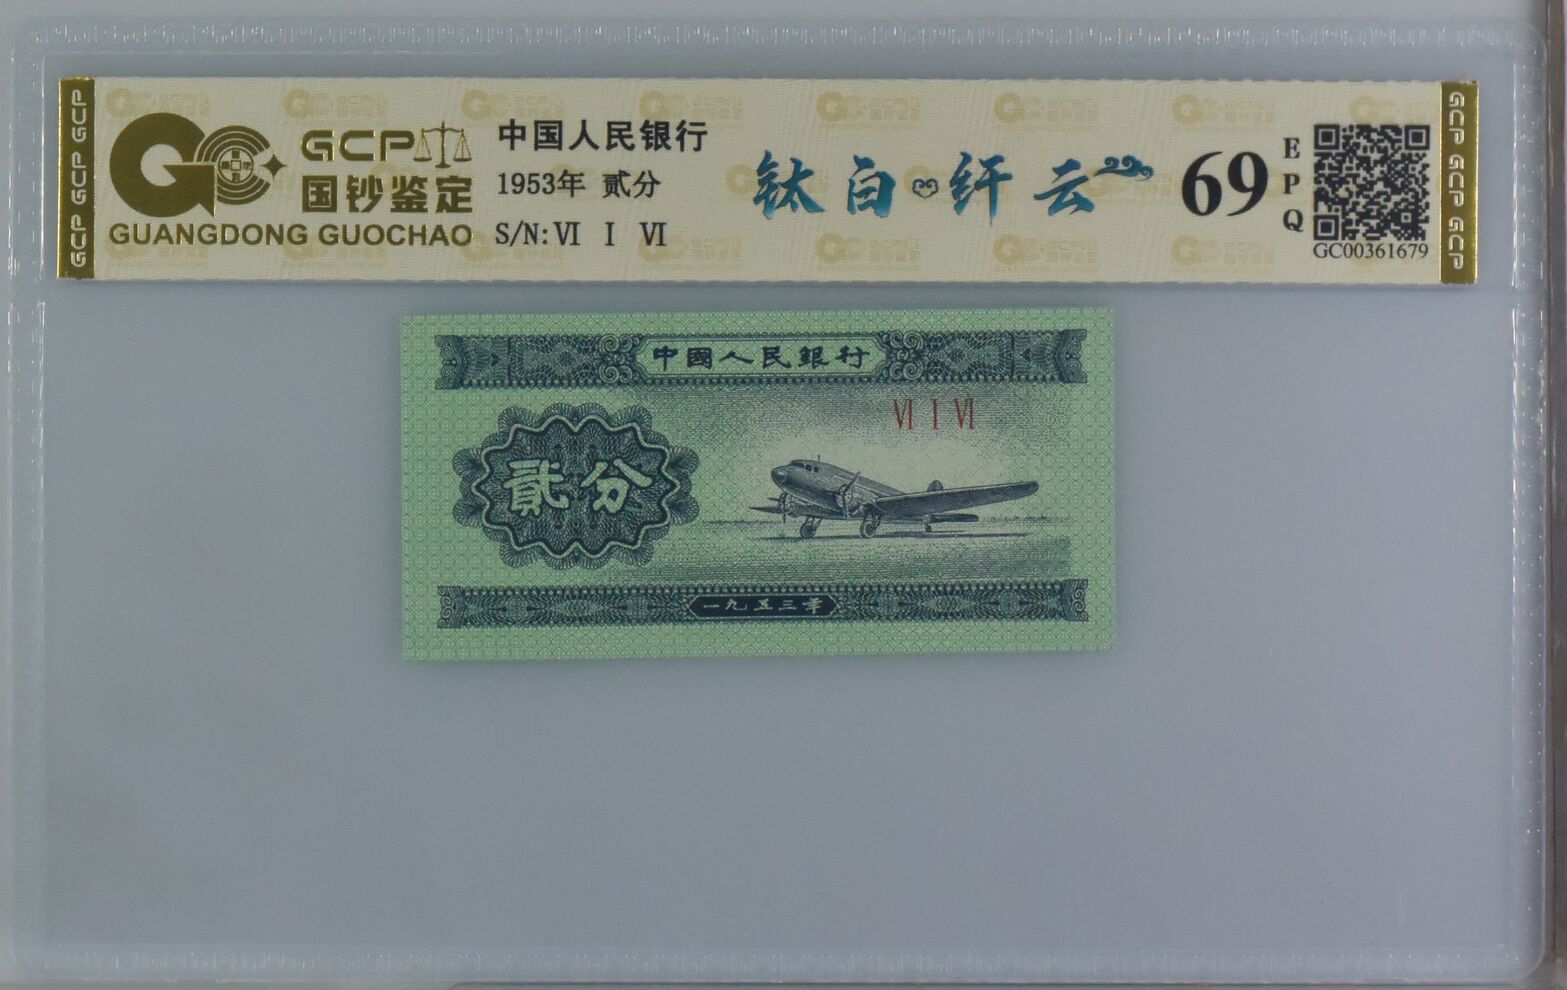 GCP GCP GCP
GCP
国钞鉴定
GUANGDONG GUOCHAO
中国人民银行
1953年 贰分
S/N:Ⅵ Ⅰ Ⅵ
钛白纤云
69
EPQ
GC00361679
GCP GCP GCP
中國人民銀行
Ⅵ Ⅰ Ⅵ
貳分
一九五三年